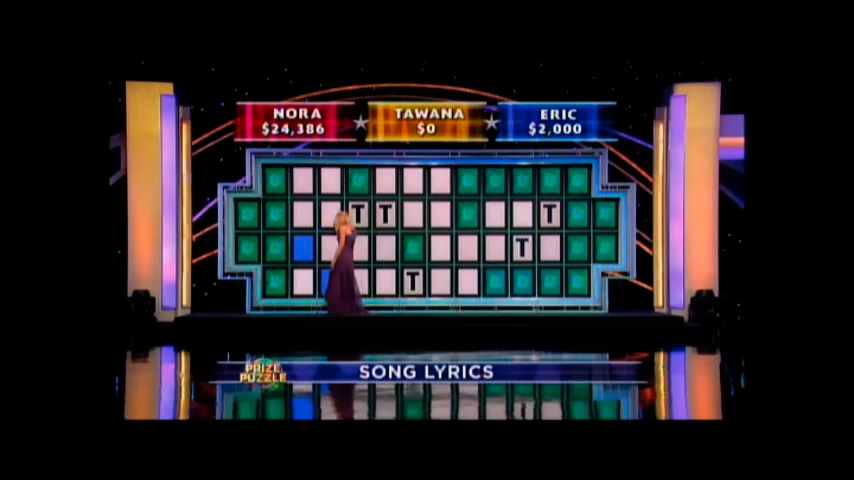 NORA TAWANA ERIC
$24,386 $0 $2,000
T T T
T
T
PRIZE PUZZLE
SONG LYRICS